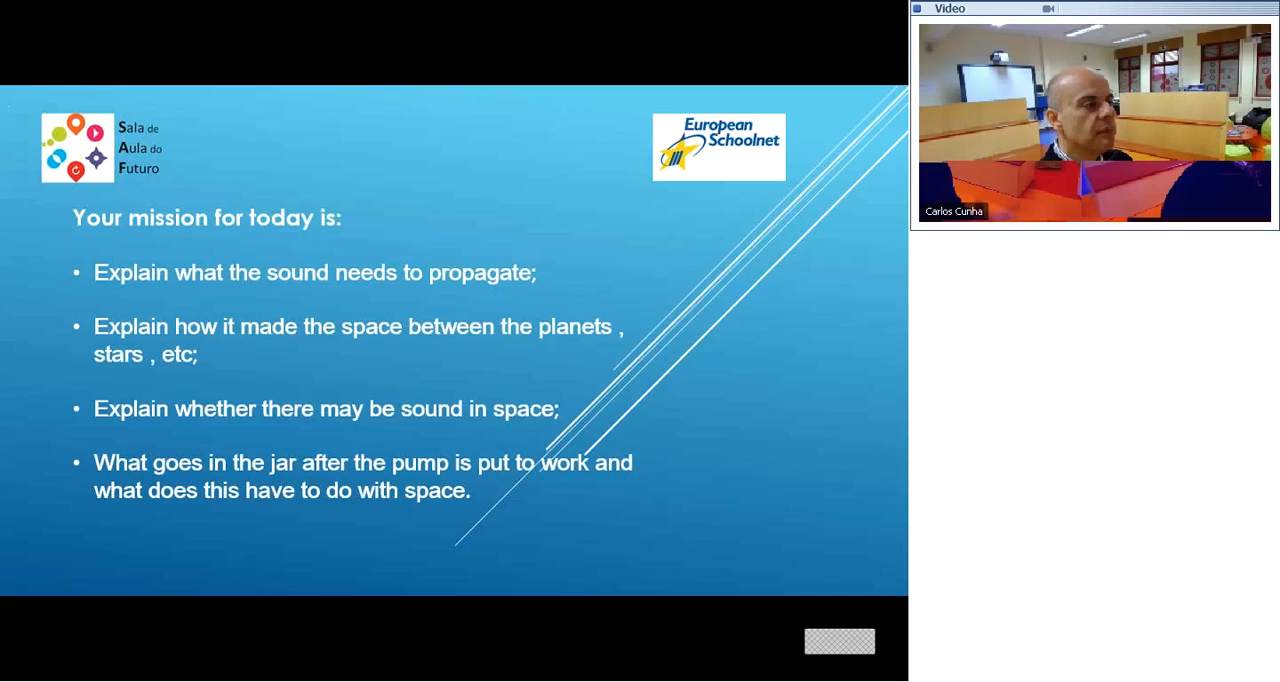 Video
Sala de
Aula do
Futuro
European
Schoolnet
Carlos Cunha
Your mission for today is:
• Explain what the sound needs to propagate;
• Explain how it made the space between the planets ,
stars , etc;
• Explain whether there may be sound in space;
• What goes in the jar after the pump is put to work and
what does this have to do with space.